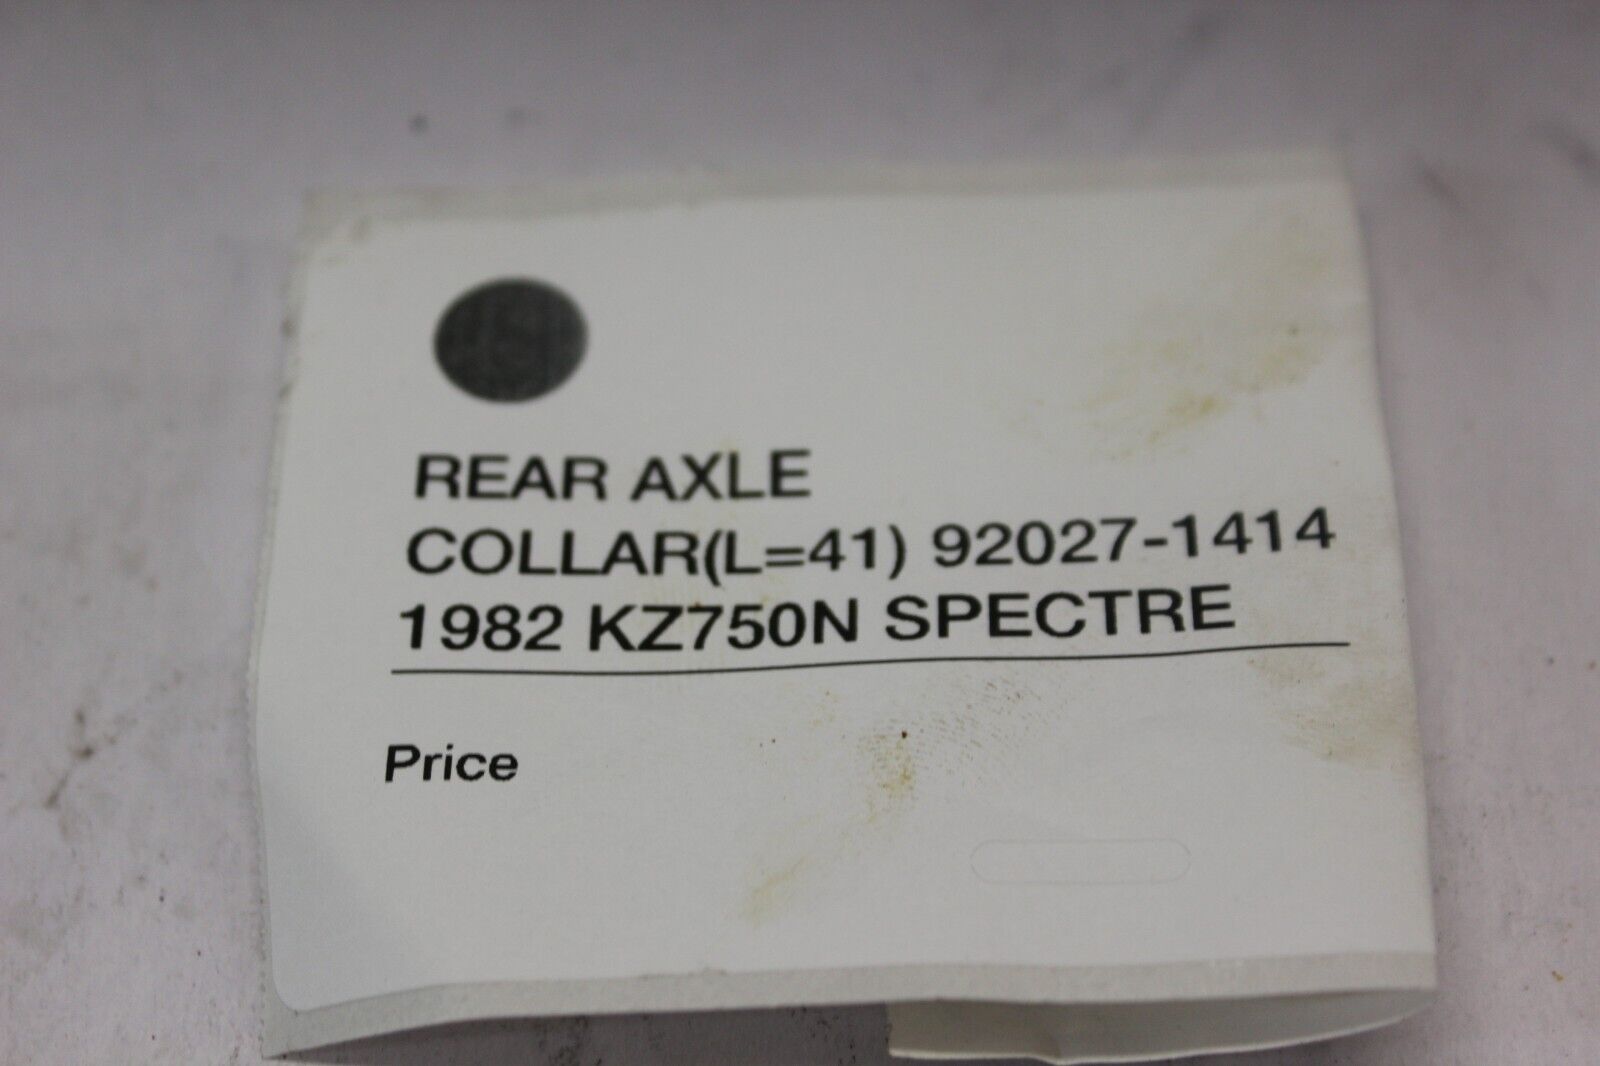 REAR AXLE
COLLAR(L=41) 92027-1414
1982 KZ750N SPECTRE
Price